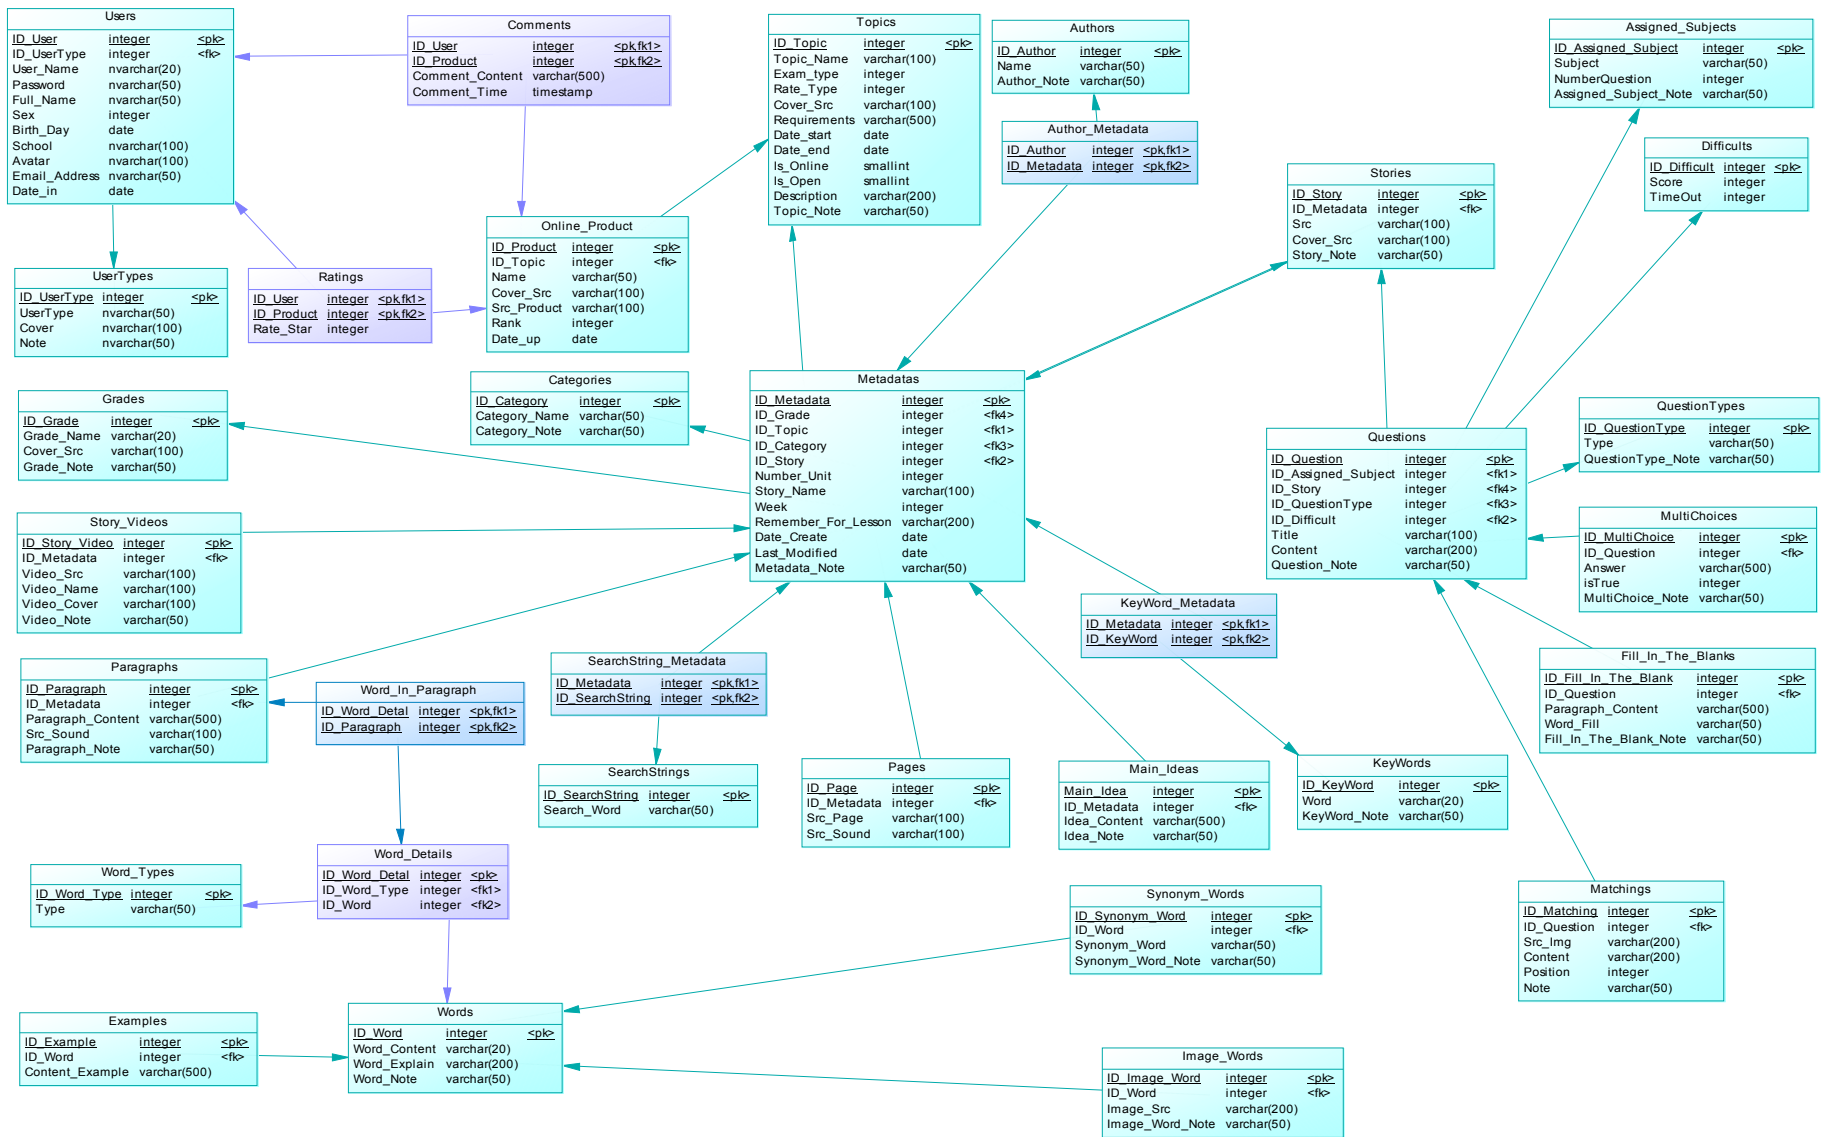 Users
ID_User integer <pk>
ID_UserType integer <fk>
User_Name nvarchar(20)
Password nvarchar(50)
Full_Name nvarchar(50)
Sex integer
Birth_Day date
School nvarchar(100)
Avatar nvarchar(100)
Email_Address nvarchar(50)
Date_in date
Comments
ID_User integer <pk,fk1>
ID_Product integer <pk,fk2>
Comment_Content varchar(500)
Comment_Time timestamp
Topics
ID_Topic integer <pk>
Topic_Name varchar(100)
Exam_type integer
Rate_Type integer
Cover_Src varchar(100)
Requirements varchar(500)
Date_start date
Date_end date
Is_Online smallint
Is_Open smallint
Description varchar(200)
Topic_Note varchar(50)
Authors
ID_Author integer <pk>
Name varchar(50)
Author_Note varchar(50)
Author_Metadata
ID_Author integer <pk,fk1>
ID_Metadata integer <pk,fk2>
Assigned_Subjects
ID_Assigned_Subject integer <pk>
Subject varchar(50)
NumberQuestion integer
Assigned_Subject_Note varchar(50)
Difficults
ID_Difficult integer <pk>
Score integer
TimeOut integer
Stories
ID_Story integer <pk>
ID_Metadata integer <fk>
Src varchar(100)
Cover_Src varchar(100)
Story_Note varchar(50)
UserTypes
ID_UserType integer <pk>
UserType nvarchar(50)
Cover nvarchar(100)
Note nvarchar(50)
Ratings
ID_User integer <pk,fk1>
ID_Product integer <pk,fk2>
Rate_Star integer
Online_Product
ID_Product integer <pk>
ID_Topic integer <fk>
Name varchar(50)
Cover_Src varchar(100)
Src_Product varchar(100)
Rank integer
Date_up date
Grades
ID_Grade integer <pk>
Grade_Name varchar(20)
Cover_Src varchar(100)
Grade_Note varchar(50)
Categories
ID_Category integer <pk>
Category_Name varchar(50)
Category_Note varchar(50)
Metadatas
ID_Metadata integer <pk>
ID_Grade integer <fk4>
ID_Topic integer <fk1>
ID_Category integer <fk3>
ID_Story integer <fk2>
Number_Unit integer
Story_Name varchar(100)
Week integer
Remember_For_Lesson varchar(200)
Date_Create date
Last_Modified date
Metadata_Note varchar(50)
Questions
ID_Question integer <pk>
ID_Assigned_Subject integer <fk1>
ID_Story integer <fk4>
ID_QuestionType integer <fk3>
ID_Difficult integer <fk2>
Title varchar(100)
Content varchar(200)
Question_Note varchar(50)
QuestionTypes
ID_QuestionType integer <pk>
Type varchar(50)
QuestionType_Note varchar(50)
MultiChoices
ID_MultiChoice integer <pk>
ID_Question integer <fk>
Answer varchar(500)
isTrue integer
MultiChoice_Note varchar(50)
Story_Videos
ID_Story_Video integer <pk>
ID_Metadata integer <fk>
Video_Src varchar(100)
Video_Name varchar(100)
Video_Cover varchar(100)
Video_Note varchar(50)
KeyWord_Metadata
ID_Metadata integer <pk,fk1>
ID_KeyWord integer <pk,fk2>
Paragraphs
ID_Paragraph integer <pk>
ID_Metadata integer <fk>
Paragraph_Content varchar(500)
Src_Sound varchar(100)
Paragraph_Note varchar(50)
Word_In_Paragraph
ID_Word_Detal integer <pk,fk1>
ID_Paragraph integer <pk,fk2>
SearchString_Metadata
ID_Metadata integer <pk,fk1>
ID_SearchString integer <pk,fk2>
Fill_In_The_Blanks
ID_Fill_In_The_Blank integer <pk>
ID_Question integer <fk>
Paragraph_Content varchar(500)
Word_Fill varchar(50)
Fill_In_The_Blank_Note varchar(50)
SearchStrings
ID_SearchString integer <pk>
Search_Word varchar(50)
Pages
ID_Page integer <pk>
ID_Metadata integer <fk>
Src_Page varchar(100)
Src_Sound varchar(100)
Main_Ideas
Main_Idea integer <pk>
ID_Metadata integer <fk>
Idea_Content varchar(500)
Idea_Note varchar(50)
KeyWords
ID_KeyWord integer <pk>
Word varchar(20)
KeyWord_Note varchar(50)
Word_Types
ID_Word_Type integer <pk>
Type varchar(50)
Word_Details
ID_Word_Detal integer <pk>
ID_Word_Type integer <fk1>
ID_Word integer <fk2>
Synonym_Words
ID_Synonym_Word integer <pk>
ID_Word integer <fk>
Synonym_Word varchar(50)
Synonym_Word_Note varchar(50)
Matchings
ID_Matching integer <pk>
ID_Question integer <fk>
Src_Img varchar(200)
Content varchar(200)
Position integer
Note varchar(50)
Examples
ID_Example integer <pk>
ID_Word integer <fk>
Content_Example varchar(500)
Words
ID_Word integer <pk>
Word_Content varchar(20)
Word_Explain varchar(200)
Word_Note varchar(50)
Image_Words
ID_Image_Word integer <pk>
ID_Word integer <fk>
Image_Src varchar(200)
Image_Word_Note varchar(50)